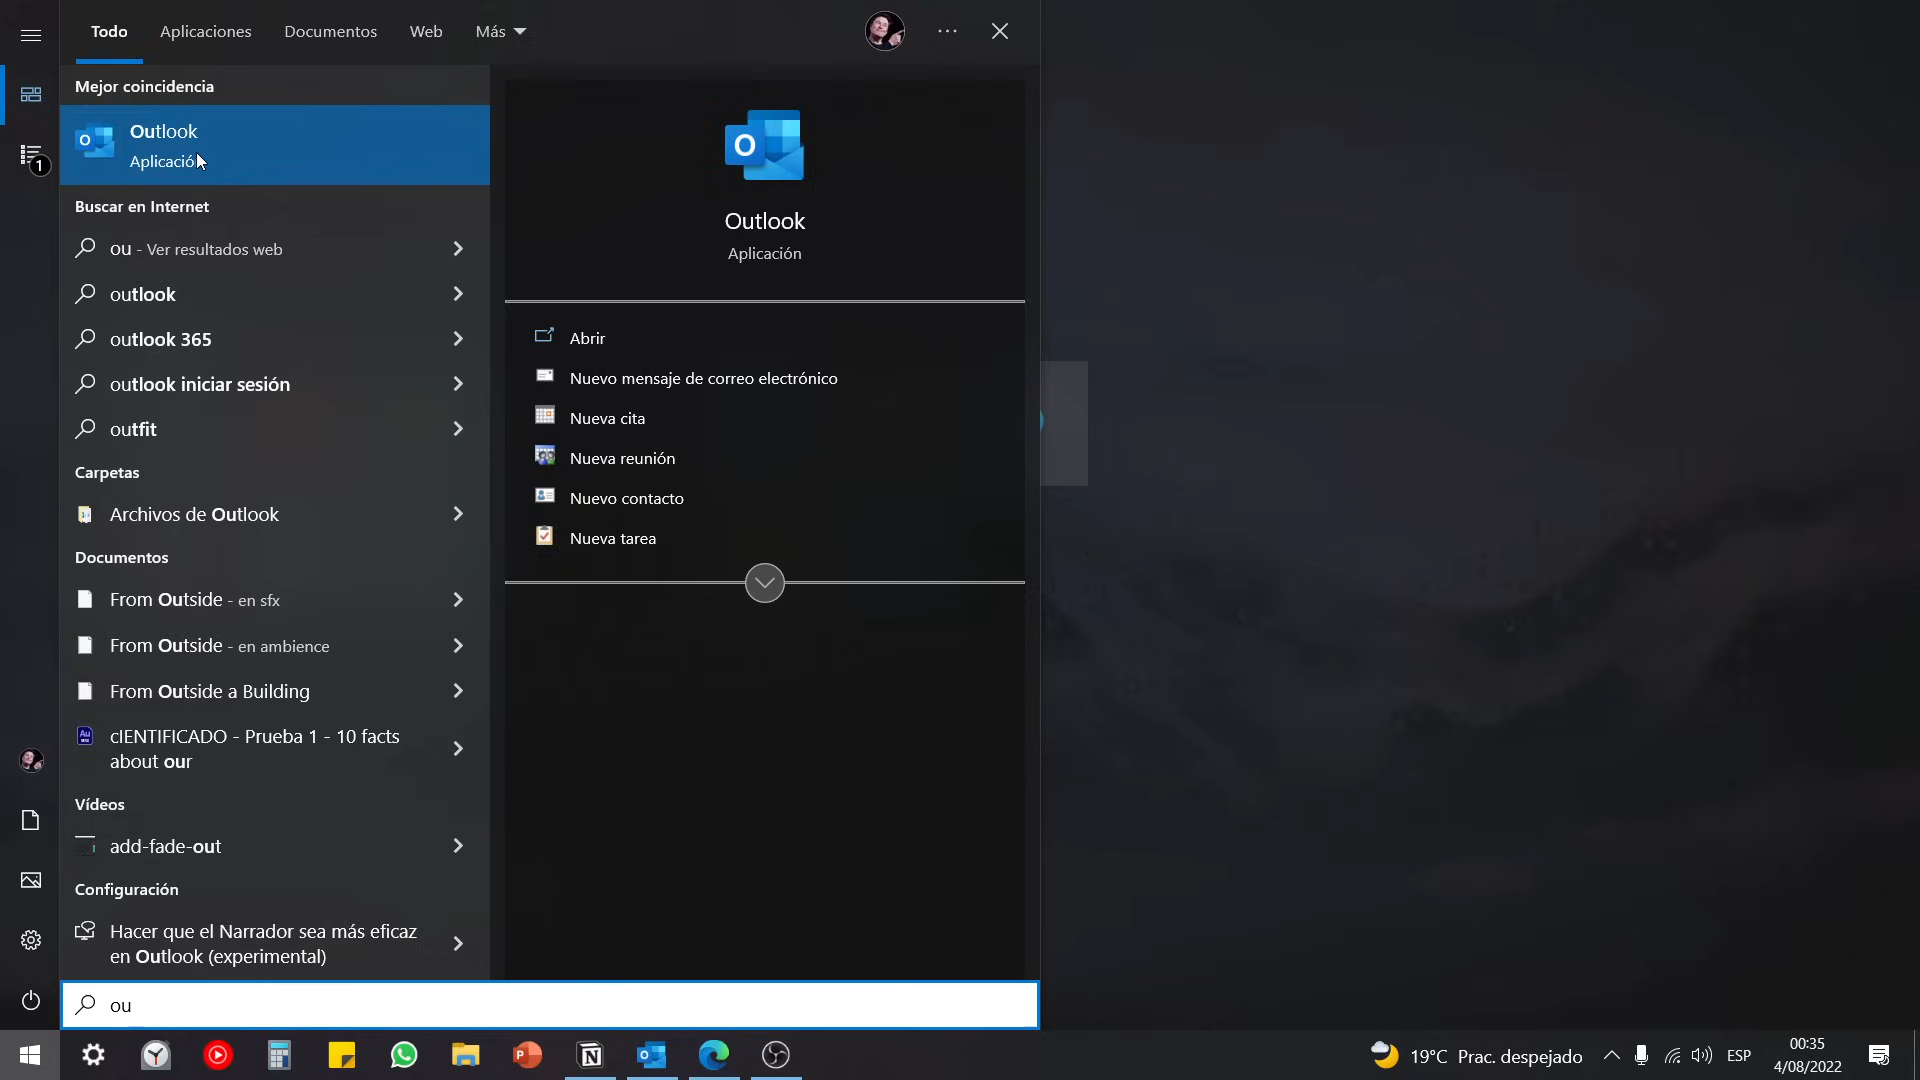 Todo Aplicaciones Documentos Web Más
Mejor coincidencia
Outlook
Aplicación
Buscar en Internet
ou - Ver resultados web
outlook
outlook 365
outlook iniciar sesión
outfit
Carpetas
Archivos de Outlook
Documentos
From Outside - en sfx
From Outside - en ambience
From Outside a Building
cIENTIFICADO - Prueba 1 - 10 facts
about our
Vídeos
add-fade-out
Configuración
Hacer que el Narrador sea más eficaz
en Outlook (experimental)
ou
Outlook
Aplicación
Abrir
Nuevo mensaje de correo electrónico
Nueva cita
Nueva reunión
Nuevo contacto
Nueva tarea
1
19°C Prac. despejado
ESP
00:35
4/08/2022